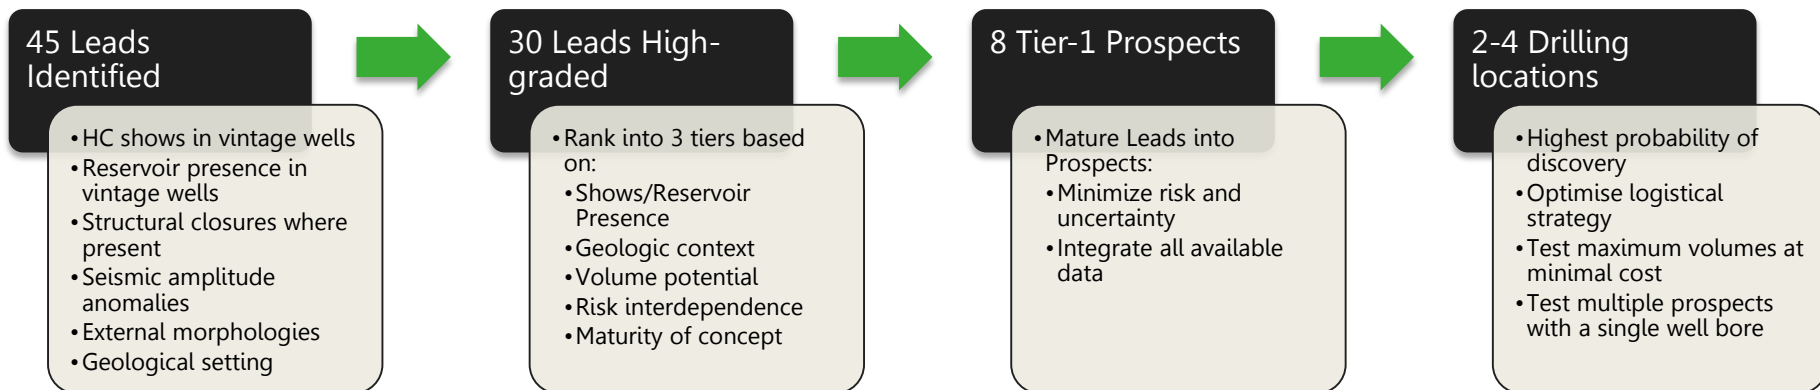 45 Leads
Identified
•HC shows in vintage wells
•Reservoir presence in
vintage wells
•Structural closures where
present
•Seismic amplitude
anomalies
•External morphologies
•Geological setting
30 Leads High-
graded
•Rank into 3 tiers based
on:
•Shows/Reservoir
Presence
•Geologic context
•Volume potential
•Risk interdependence
•Maturity of concept
8 Tier-1 Prospects
•Mature Leads into
Prospects:
•Minimize risk and
uncertainty
•Integrate all available
data
2-4 Drilling
locations
•Highest probability of
discovery
•Optimise logistical
strategy
•Test maximum volumes at
minimal cost
•Test multiple prospects
with a single well bore